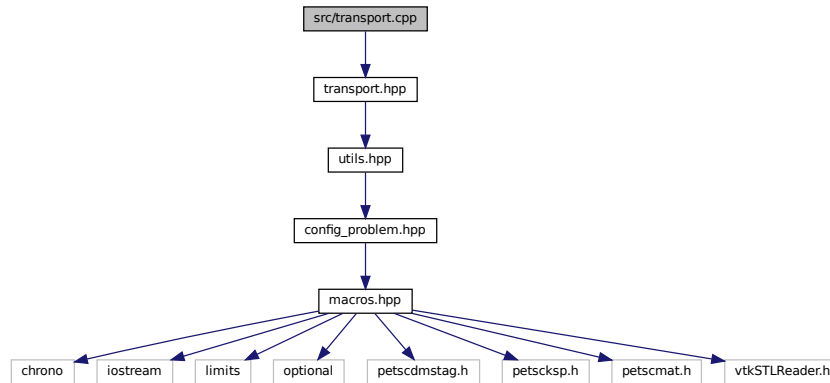 src/transport.cpp
transport.hpp
utils.hpp
config_problem.hpp
macros.hpp
chrono iostream limits optional petscdmstag.h petscksp.h petscmat.h vtkSTLReader.h